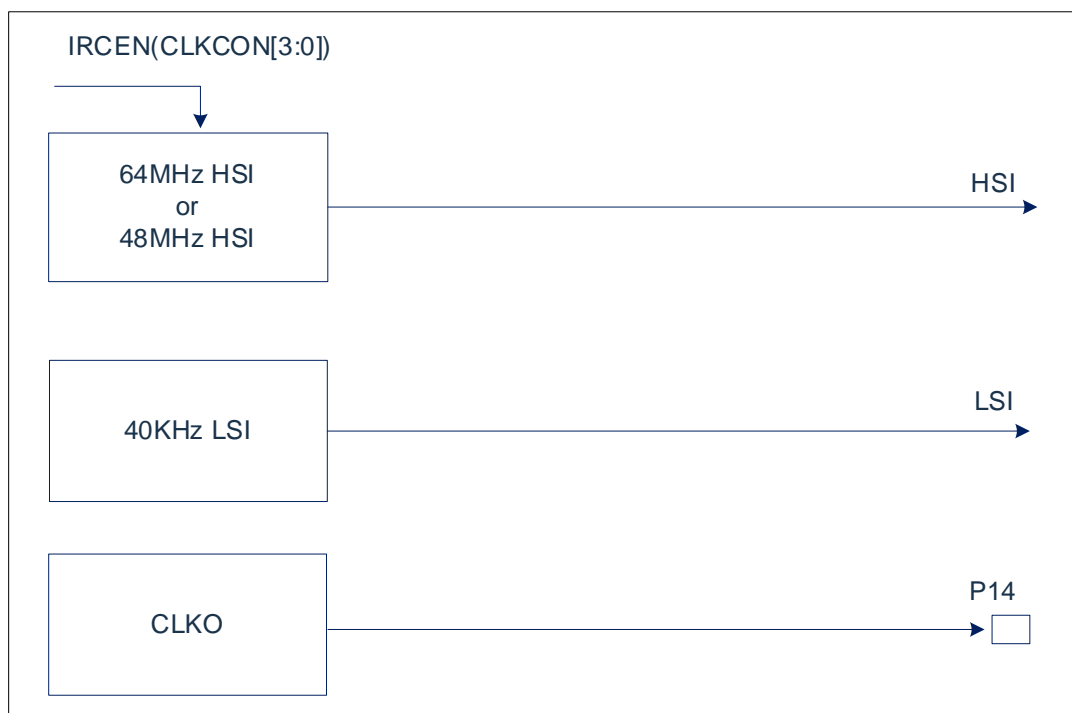 IRCEN(CLKCON[3:0])
64MHz HSI
or
48MHz HSI
HSI
40KHz LSI
LSI
CLKO
P14